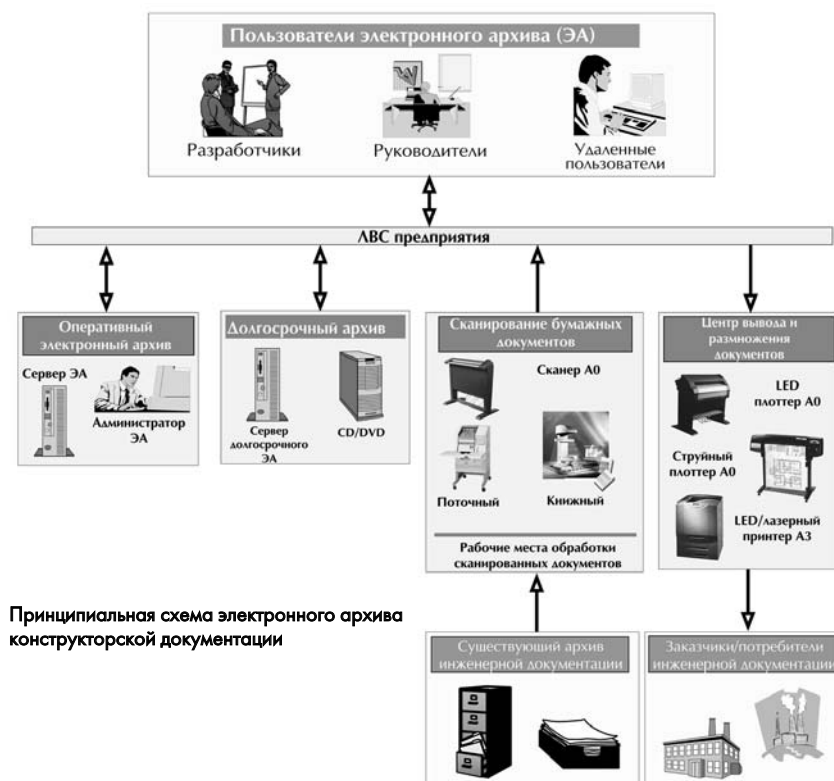 Пользователи электронного архива (ЭА)
Разработчики
Руководители
Удаленные
пользователи
ЛВС предприятия
Оперативный
электронный архив
Сервер ЭА
Администратор
ЭА
Долгосрочный архив
Сервер
долгосрочного
ЭА
CD/DVD
Сканирование бумажных
документов
Сканер А0
Поточный
Книжный
Рабочие места обработки
сканированных документов
Центр вывода и
размножения
документов
LED
плоттер А0
Струйный
плоттер А0
LED/лазерный
принтер А3
Принципиальная схема электронного архива
конструкторской документации
Существующий архив
инженерной документации
Заказчики/потребители
инженерной документации